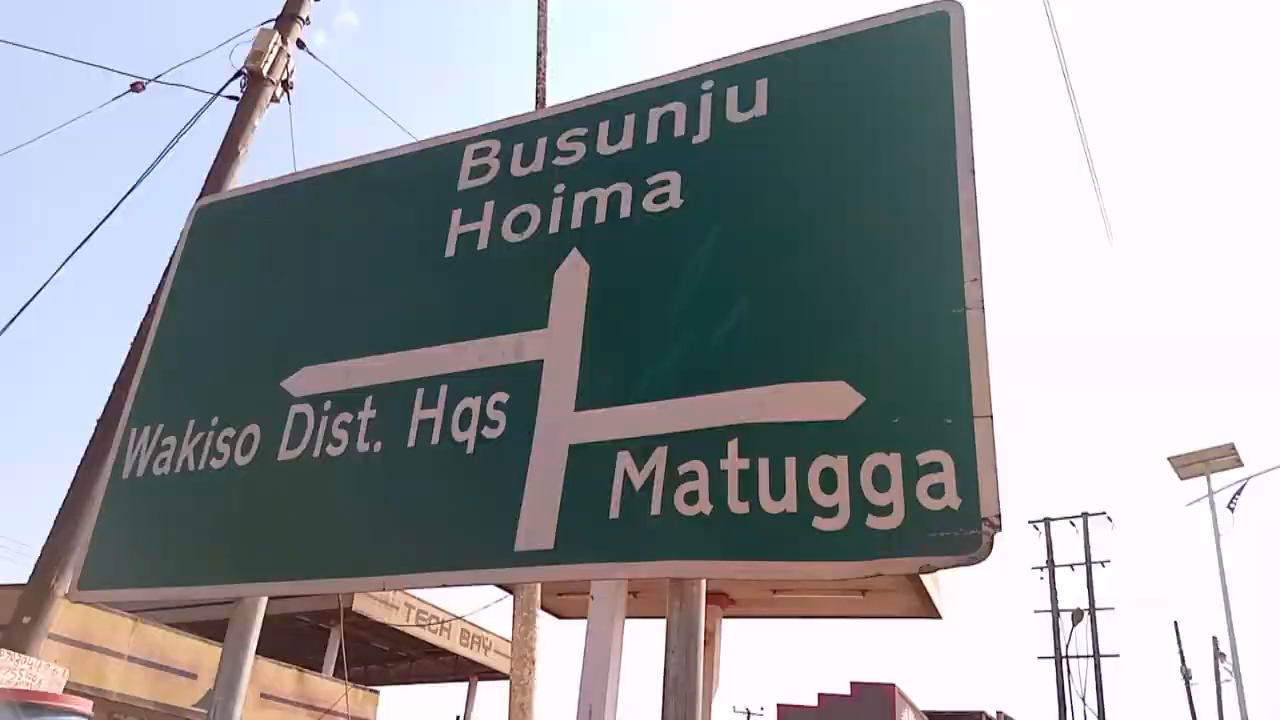 Busunju
Hoima
Wakiso Dist. Hqs
Matugga
TECH BAY